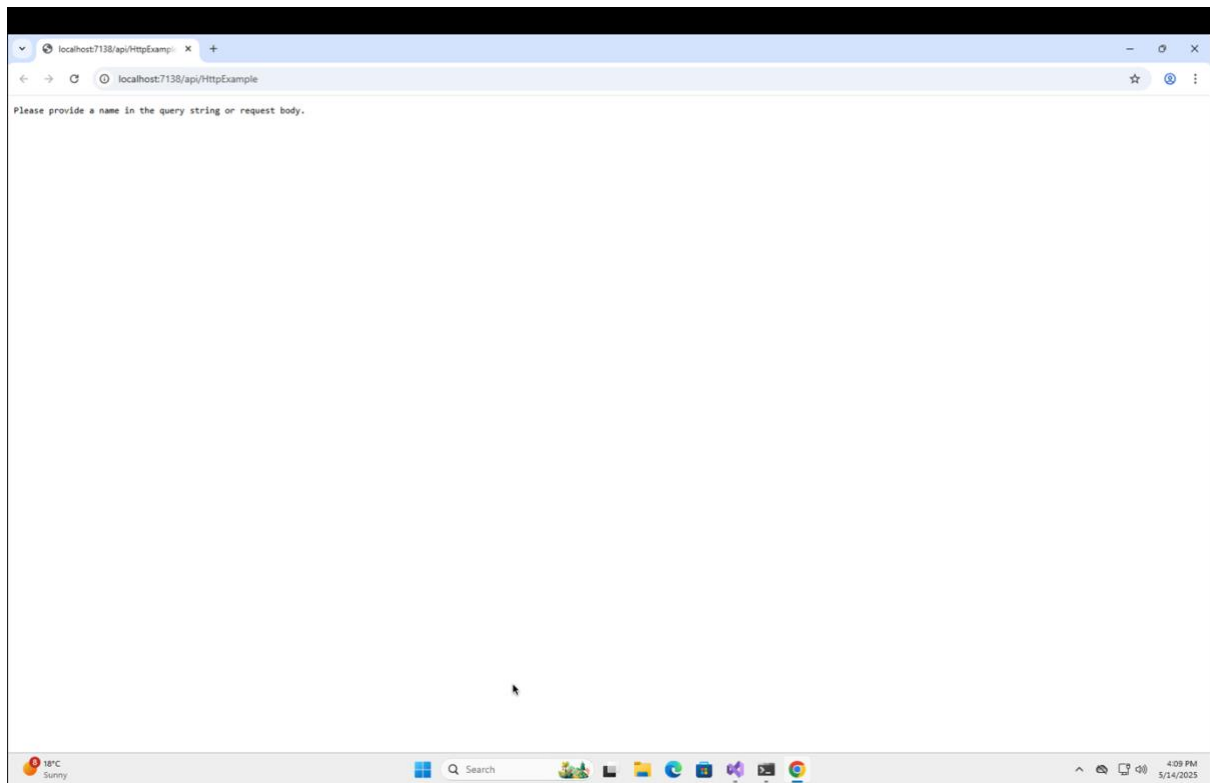 localhost:7138/api/HttpExampl
localhost:7138/api/HttpExample
Please provide a name in the query string or request body.
8
18°C
Sunny
Search
4:09 PM
5/14/2025